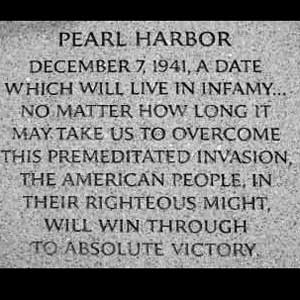 PEARL HARBOR
DECEMBER 7, 1941, A DATE
WHICH WILL LIVE IN INFAMY...
NO MATTER HOW LONG IT
MAY TAKE US TO OVERCOME
THIS PREMEDITATED INVASION,
THE AMERICAN PEOPLE, IN
THEIR RIGHTEOUS MIGHT,
WILL WIN THROUGH
TO ABSOLUTE VICTORY.